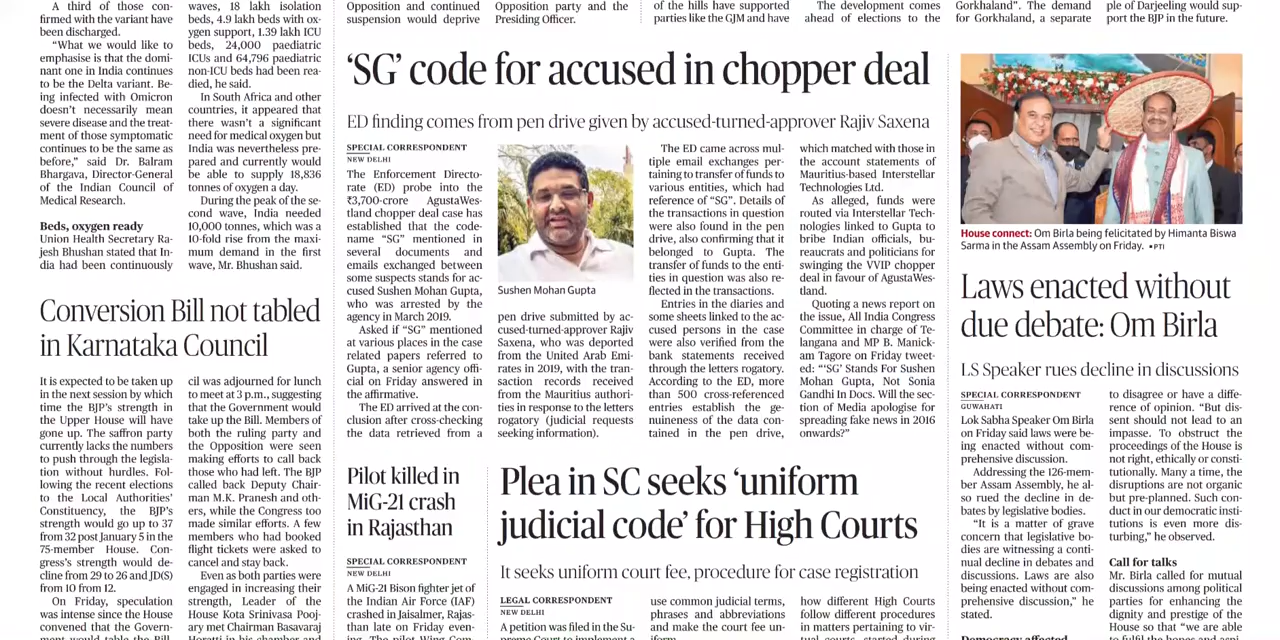 A third of those con-
firmed with the variant have
been discharged.
“What we would like to
emphasise is that the domi-
nant one in India continues
to be the Delta variant. Be-
ing infected with Omicron
doesn’t necessarily mean
severe disease and the treat-
ment of those symptomatic
continues to be the same as
before,” said Dr. Balram
Bhargava, Director-General
of the Indian Council of
Medical Research.
Beds, oxygen ready
Union Health Secretary Ra-
jesh Bhushan stated that In-
dia had been continuously
waves, 18 lakh isolation
beds, 4.9 lakh beds with ox-
ygen support, 1.39 lakh ICU
beds, 24,000 paediatric
ICUs and 64,796 paediatric
non-ICU beds had been rea-
died, he said.
In South Africa and other
countries, it appeared that
there wasn’t a significant
need for medical oxygen but
India was nevertheless pre-
pared and currently would
be able to supply 18,836
tonnes of oxygen a day.
During the peak of the se-
cond wave, India needed
10,000 tonnes, which was a
10-fold rise from the maxi-
mum demand in the first
wave, Mr. Bhushan said.
Opposition and continued
suspension would deprive
Opposition party and the
Presiding Officer.
of the hills have supported
parties like the GJM and have
The development comes
ahead of elections to the
Gorkhaland”. The demand
for Gorkhaland, a separate
ple of Darjeeling would sup-
port the BJP in the future.
‘SG’ code for accused in chopper deal
ED finding comes from pen drive given by accused-turned-approver Rajiv Saxena
SPECIAL CORRESPONDENT
NEW DELHI
The Enforcement Directo-
rate (ED) probe into the
₹3,700-crore AgustaWes-
tland chopper deal case has
established that the code-
name “SG” mentioned in
several documents and
emails exchanged between
some suspects stands for ac-
cused Sushen Mohan Gupta,
who was arrested by the
agency in March 2019.
Asked if “SG” mentioned
at various places in the case
related papers referred to
Gupta, a senior agency offi-
cial on Friday answered in
the affirmative.
The ED arrived at the con-
clusion after cross-checking
the data retrieved from a
Sushen Mohan Gupta
pen drive submitted by ac-
cused-turned-approver Rajiv
Saxena, who was deported
from the United Arab Emi-
rates in 2019, with the tran-
saction records received
from the Mauritius authori-
ties in response to the letters
rogatory (judicial requests
seeking information).
The ED came across mul-
tiple email exchanges per-
taining to transfer of funds to
various entities, which had
reference of “SG”. Details of
the transactions in question
were also found in the pen
drive, also confirming that it
belonged to Gupta. The
transfer of funds to the enti-
ties in question was also re-
flected in the transactions.
Entries in the diaries and
some sheets linked to the ac-
cused persons in the case
were also verified from the
bank statements received
through the letters rogatory.
According to the ED, more
than 500 cross-referenced
entries establish the ge-
nuineness of the data con-
tained in the pen drive,
which matched with those in
the account statements of
Mauritius-based Interstellar
Technologies Ltd.
As alleged, funds were
routed via Interstellar Tech-
nologies linked to Gupta to
bribe Indian officials, bu-
reaucrats and politicians for
swinging the VVIP chopper
deal in favour of AgustaWes-
tland.
Quoting a news report on
the issue, All India Congress
Committee in charge of Te-
langana and MP B. Manick-
am Tagore on Friday tweet-
ed: “‘SG’ Stands For Sushen
Mohan Gupta, Not Sonia
Gandhi In Docs. Will the sec-
tion of Media apologise for
spreading fake news in 2016
onwards?”
House connect: Om Birla being felicitated by Himanta Biswa
Sarma in the Assam Assembly on Friday. •PTI
Laws enacted without
due debate: Om Birla
LS Speaker rues decline in discussions
SPECIAL CORRESPONDENT
GUWAHATI
Lok Sabha Speaker Om Birla
on Friday said laws were be-
ing enacted without com-
prehensive discussion.
Addressing the 126-mem-
ber Assam Assembly, he al-
so rued the decline in de-
bates by legislative bodies.
“It is a matter of grave
concern that legislative bo-
dies are witnessing a conti-
nual decline in debates and
discussions. Laws are also
being enacted without com-
prehensive discussion,” he
stated.
Democracy affected
to disagree or have a diffe-
rence of opinion. “But dis-
sent should not lead to an
impasse. To obstruct the
proceedings of the House is
not right, ethically or consti-
tutionally. Many a time, the
disruptions are not organic
but pre-planned. Such con-
duct in our democratic insti-
tutions is even more dis-
turbing,” he observed.
Call for talks
Mr. Birla called for mutual
discussions among political
parties for enhancing the
dignity and prestige of the
House so that “we are able
to fulfil the hopes and aspi-
Conversion Bill not tabled
in Karnataka Council
It is expected to be taken up
in the next session by which
time the BJP’s strength in
the Upper House will have
gone up. The saffron party
currently lacks the numbers
to push through the legisla-
tion without hurdles. Fol-
lowing the recent elections
to the Local Authorities’
Constituency, the BJP’s
strength would go up to 37
from 32 post January 5 in the
75-member House. Con-
gress’s strength would de-
cline from 29 to 26 and JD(S)
from 10 from 12.
On Friday, speculation
was intense since the House
convened that the Govern-
ment would table the Bill.
cil was adjourned for lunch
to meet at 3 p.m., suggesting
that the Government would
take up the Bill. Members of
both the ruling party and
the Opposition were seen
making efforts to call back
those who had left. The BJP
called back Deputy Chair-
man M.K. Pranesh and oth-
ers, while the Congress too
made similar efforts. A few
members who had booked
flight tickets were asked to
cancel and stay back.
Even as both parties were
engaged in increasing their
strength, Leader of the
House Kota Srinivas Pooj-
ary met Chairman Basavaraj
Horatti in his chamber and
Pilot killed in
MiG-21 crash
in Rajasthan
SPECIAL CORRESPONDENT
NEW DELHI
A MiG-21 Bison fighter jet of
the Indian Air Force (IAF)
crashed in Jaisalmer, Rajas-
than late on Friday even-
ing. The pilot Wing Com-
Plea in SC seeks ‘uniform
judicial code’ for High Courts
It seeks uniform court fee, procedure for case registration
LEGAL CORRESPONDENT
NEW DELHI
A petition was filed in the Su-
preme Court to implement a
use common judicial terms,
phrases and abbreviations
and make the court fee un-
iform.
how different High Courts
follow different procedures
in matters pertaining to vir-
tual courts, started during